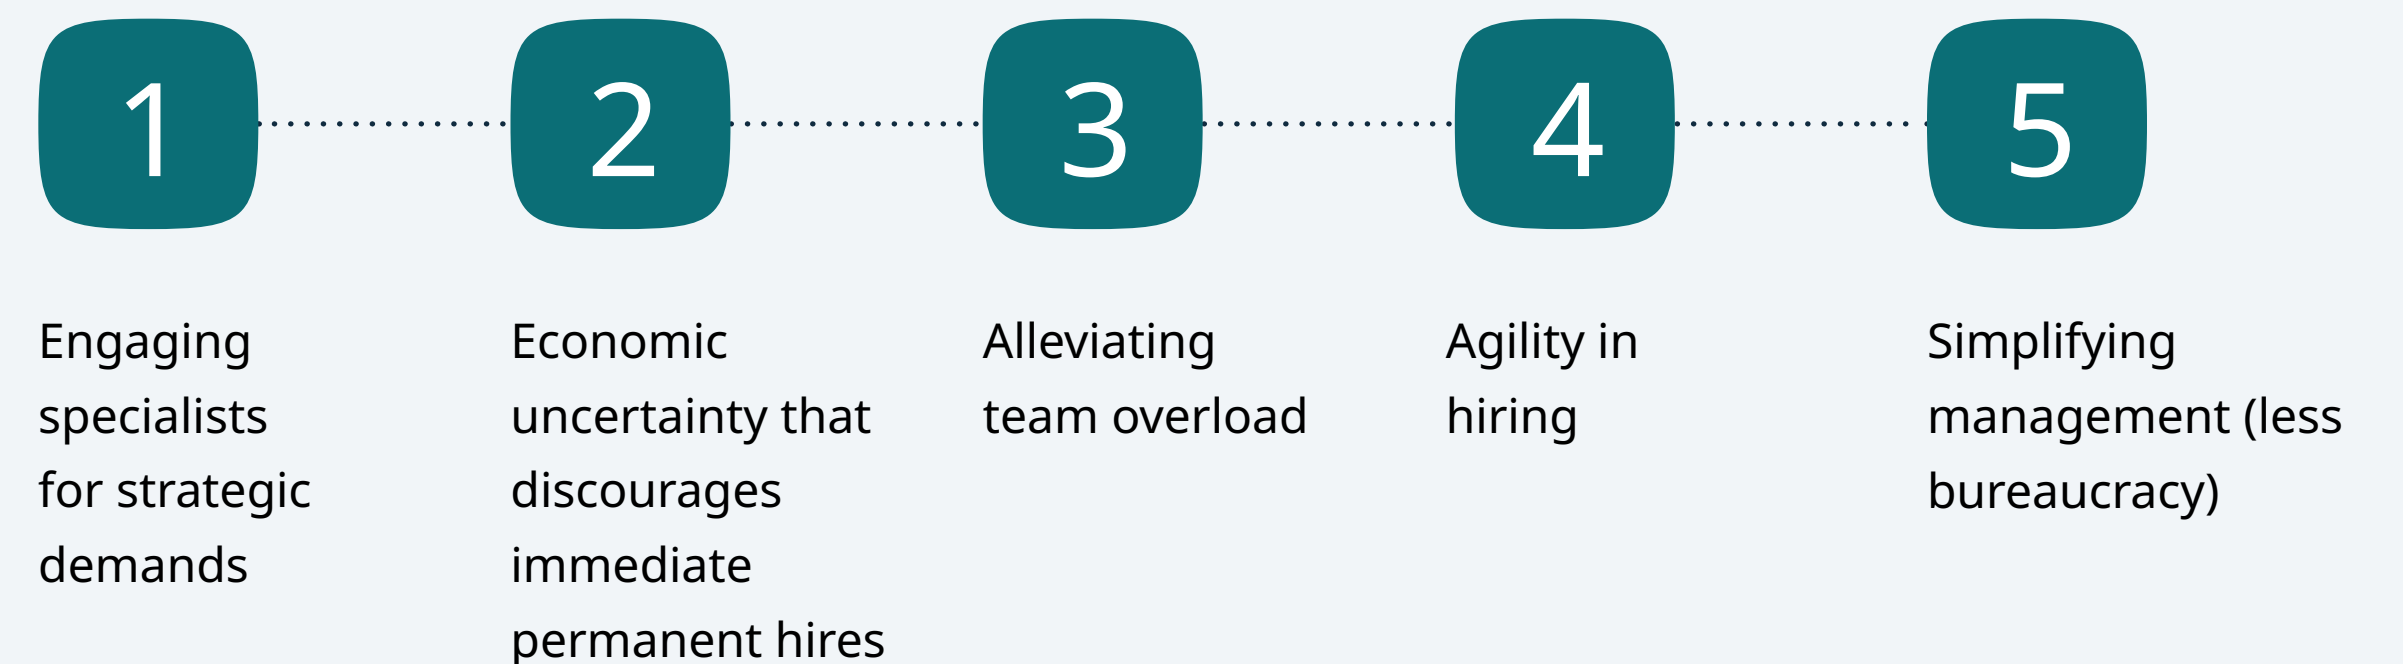 1
Engaging
specialists
for strategic
demands
2
Economic
uncertainty that
discourages
immediate
permanent hires
3
Alleviating
team overload
4
Agility in
hiring
5
Simplifying
management (less
bureaucracy)